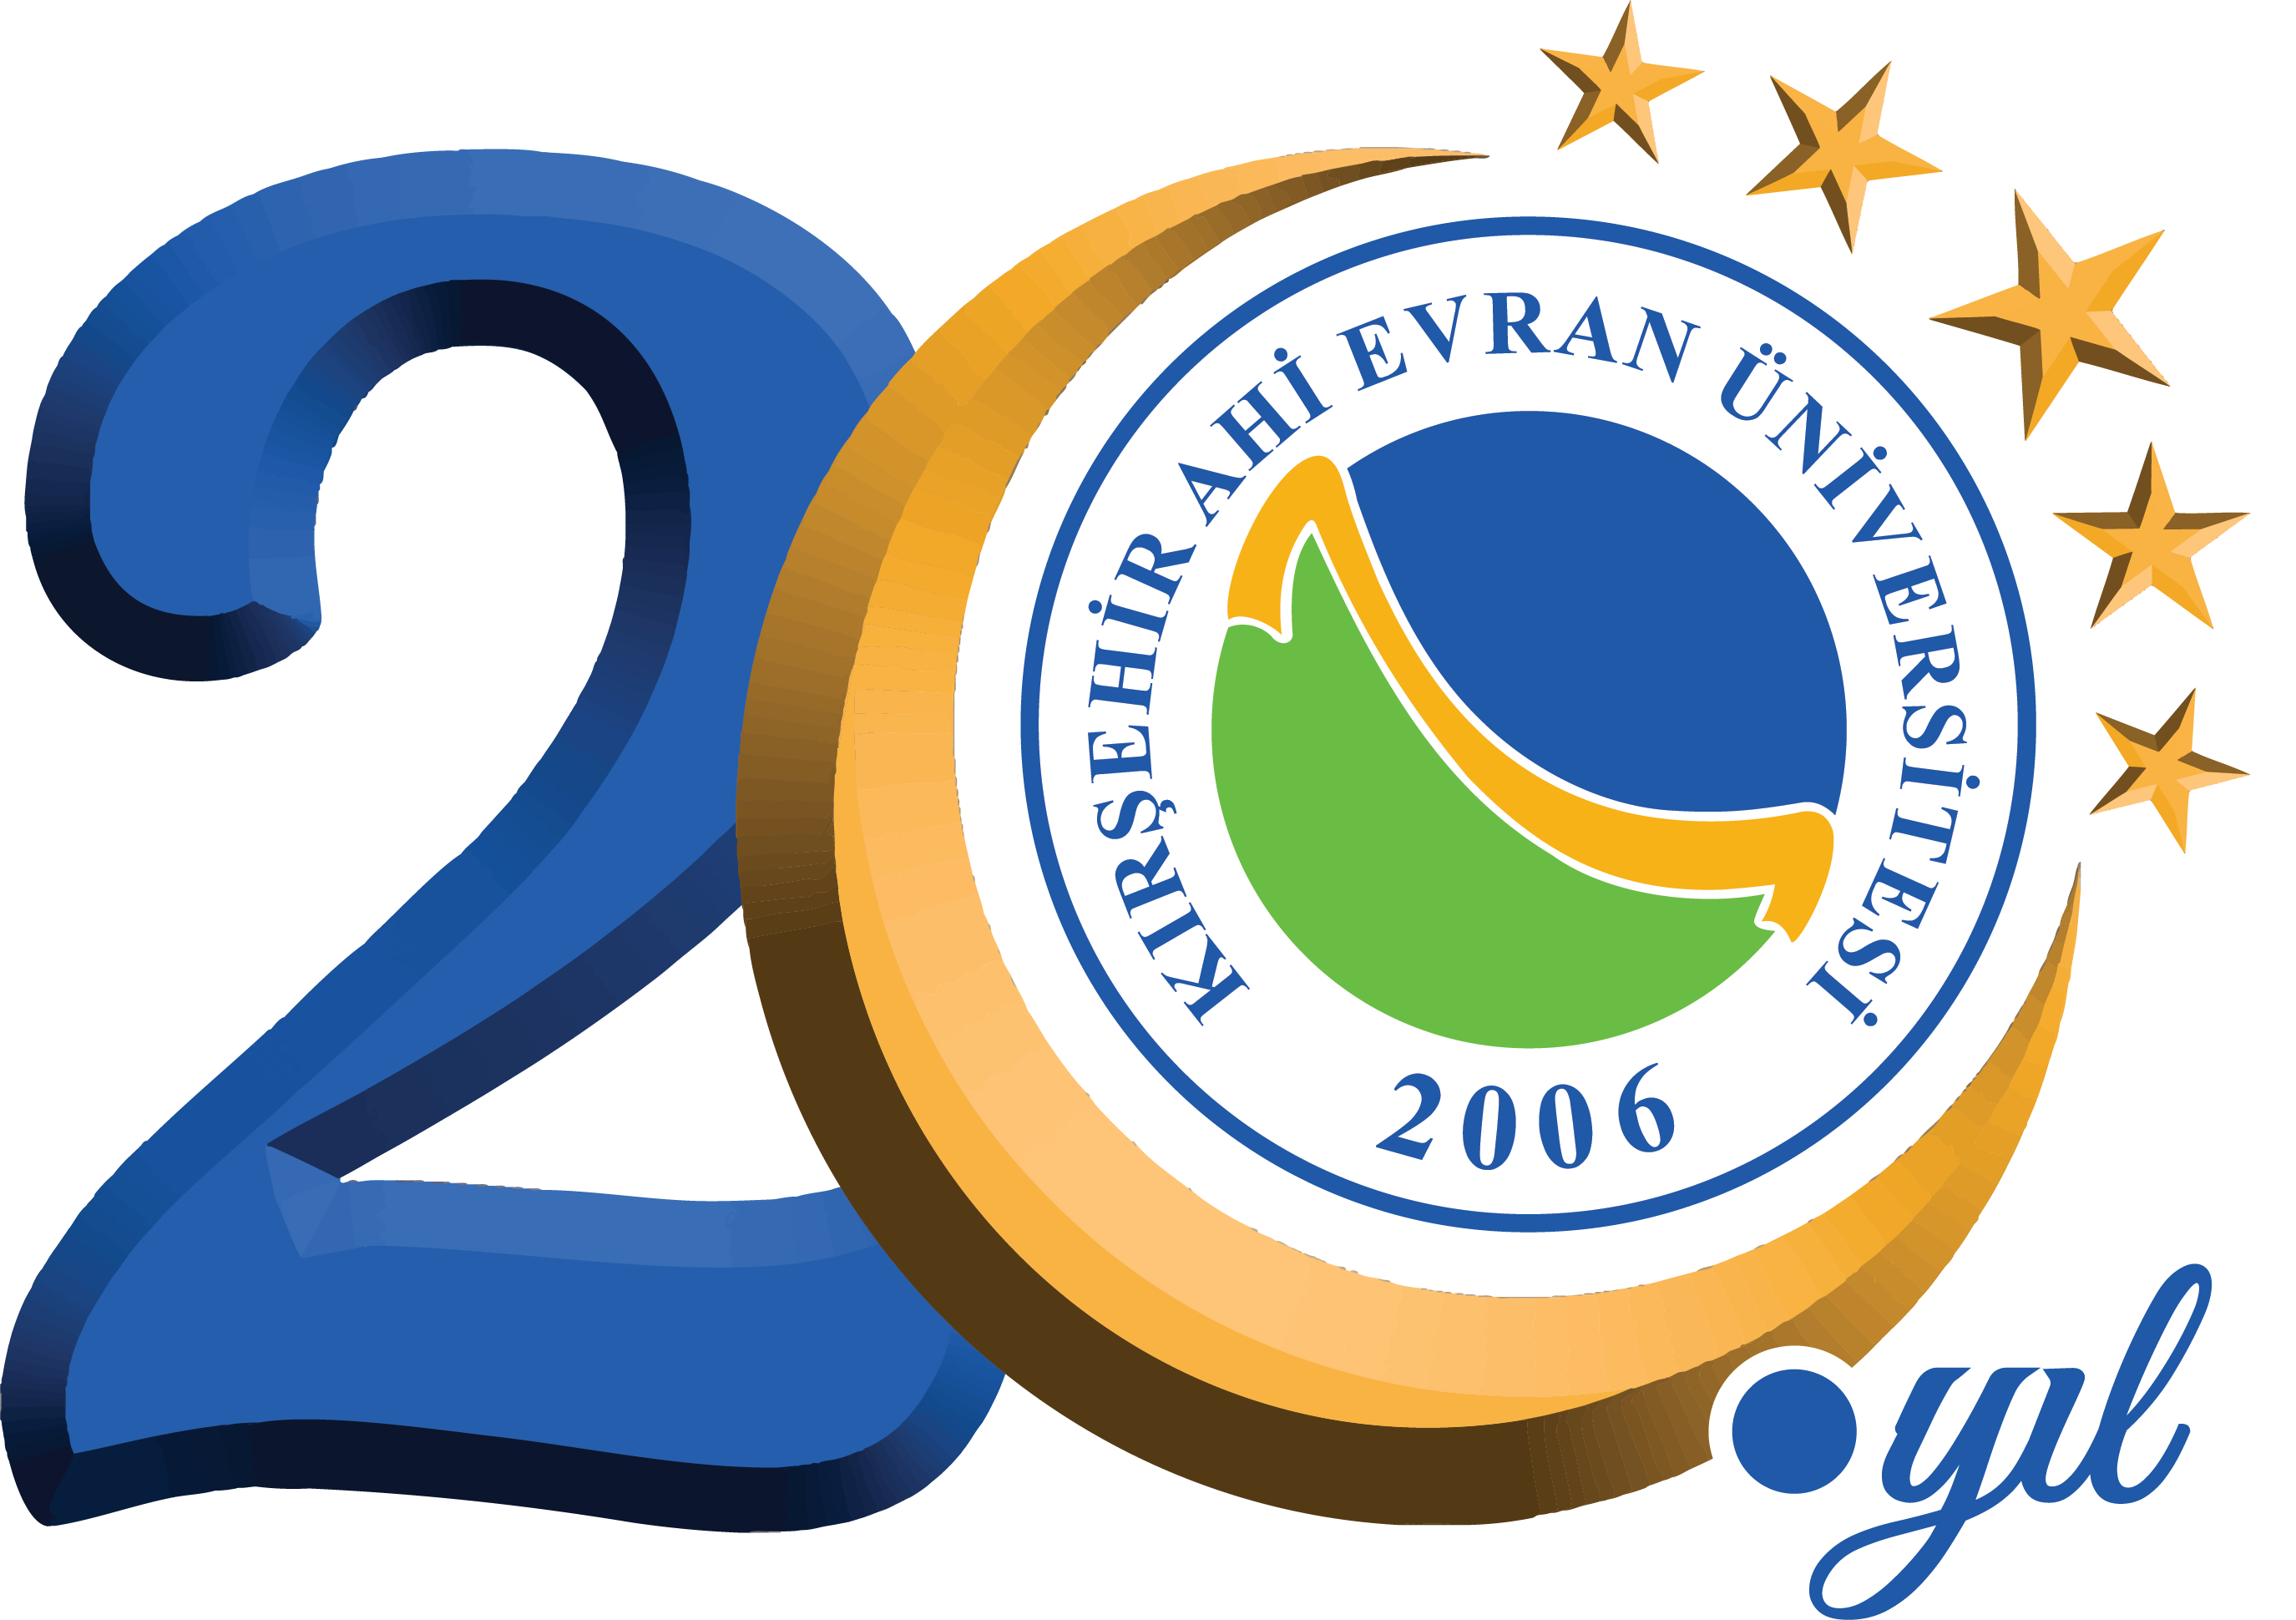 20
KIRŞEHİR AHİ EVRAN ÜNİVERSİTESİ
2006
.yıl